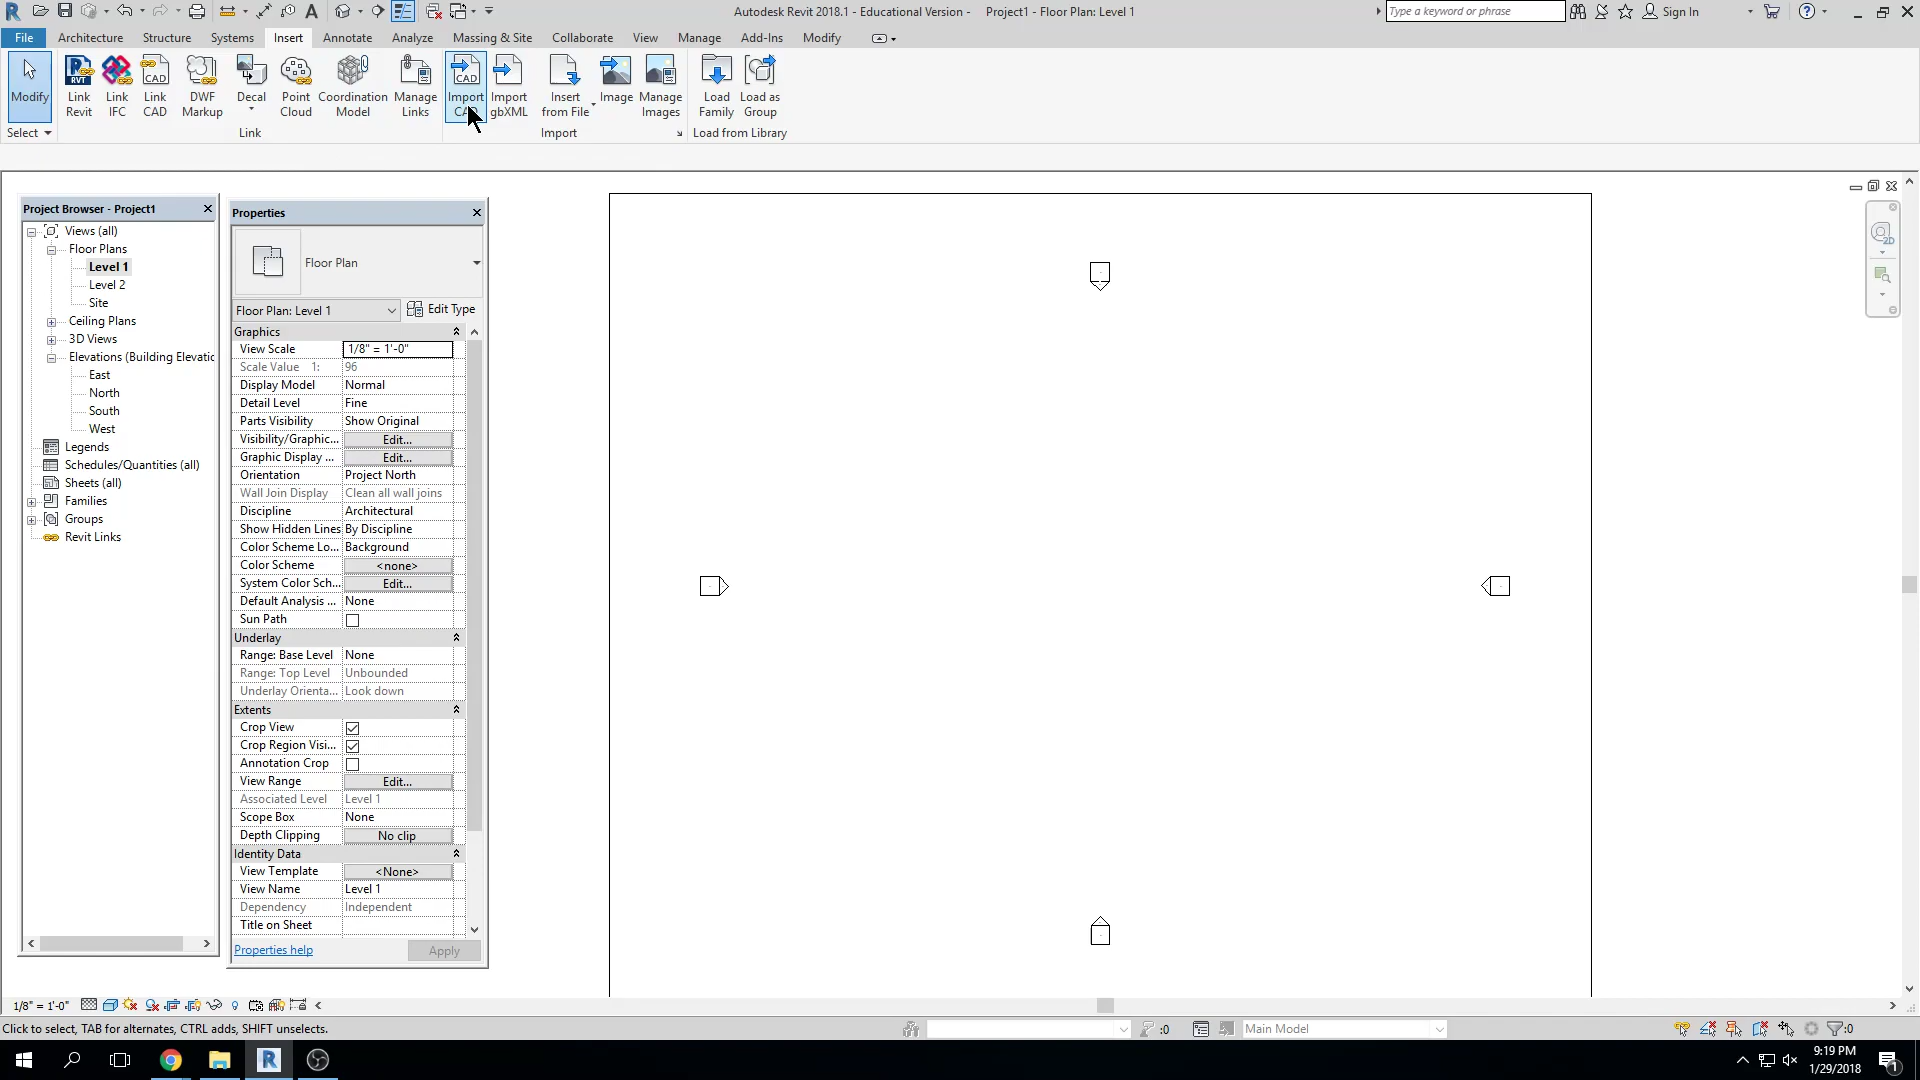 Autodesk Revit 2018.1 - Educational Version - Project1 - Floor Plan: Level 1
Type a keyword or phrase
Sign In
File Architecture Structure Systems Insert Annotate Analyze Massing & Site Collaborate View Manage Add-Ins Modify
Modify
Link Revit
Link IFC
Link CAD
DWF Markup
Decal
Point Cloud
Coordination Model
Manage Links
Import
Import gbXML
Insert from File
Image
Manage Images
Load Family
Load as Group
Select
Link
Import
Load from Library
Project Browser - Project1
Views (all)
Floor Plans
Level 1
Level 2
Site
Ceiling Plans
3D Views
Elevations (Building Elevatic
East
North
South
West
Legends
Schedules/Quantities (all)
Sheets (all)
Families
Groups
Revit Links
Properties
Floor Plan
Floor Plan: Level 1
Edit Type
Graphics
View Scale 1/8" = 1'-0"
Scale Value 1: 96
Display Model Normal
Detail Level Fine
Parts Visibility Show Original
Visibility/Graphic... Edit...
Graphic Display ... Edit...
Orientation Project North
Wall Join Display Clean all wall joins
Discipline Architectural
Show Hidden Lines By Discipline
Color Scheme Lo... Background
Color Scheme <none>
System Color Sch... Edit...
Default Analysis ... None
Sun Path
Underlay
Range: Base Level None
Range: Top Level Unbounded
Underlay Orienta... Look down
Extents
Crop View
Crop Region Visi...
Annotation Crop
View Range Edit...
Associated Level Level 1
Scope Box None
Depth Clipping No clip
Identity Data
View Template <None>
View Name Level 1
Dependency Independent
Title on Sheet
Properties help
Apply
2D
1/8" = 1'-0"
Click to select, TAB for alternates, CTRL adds, SHIFT unselects.
:0
Main Model
:0
9:19 PM
1/29/2018
1